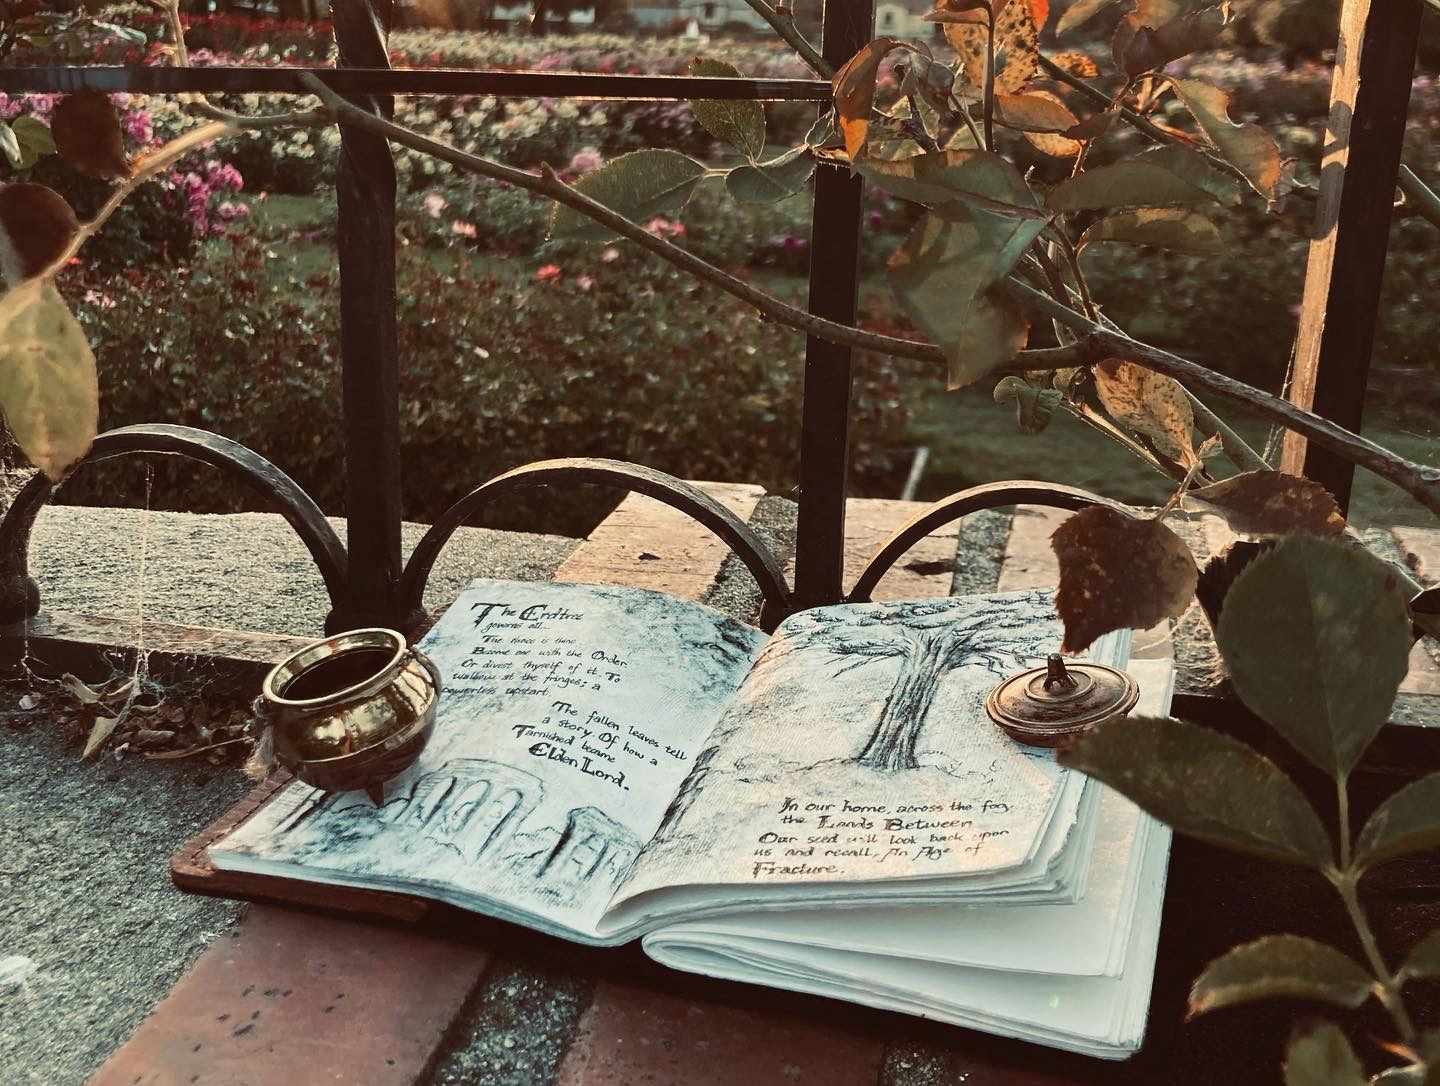 The Erdtree
governs all...
The choice is thine
Become one with the Order
Or divest thyself of it. To
wallow at the fringes; a
powerless upstart.
The fallen leaves tell
a story. Of how a
Tarnished became
Elden Lord.
In our home, across the fog,
the Lands Between
Our seed will look back upon
us and recall, An Age of
Fracture.